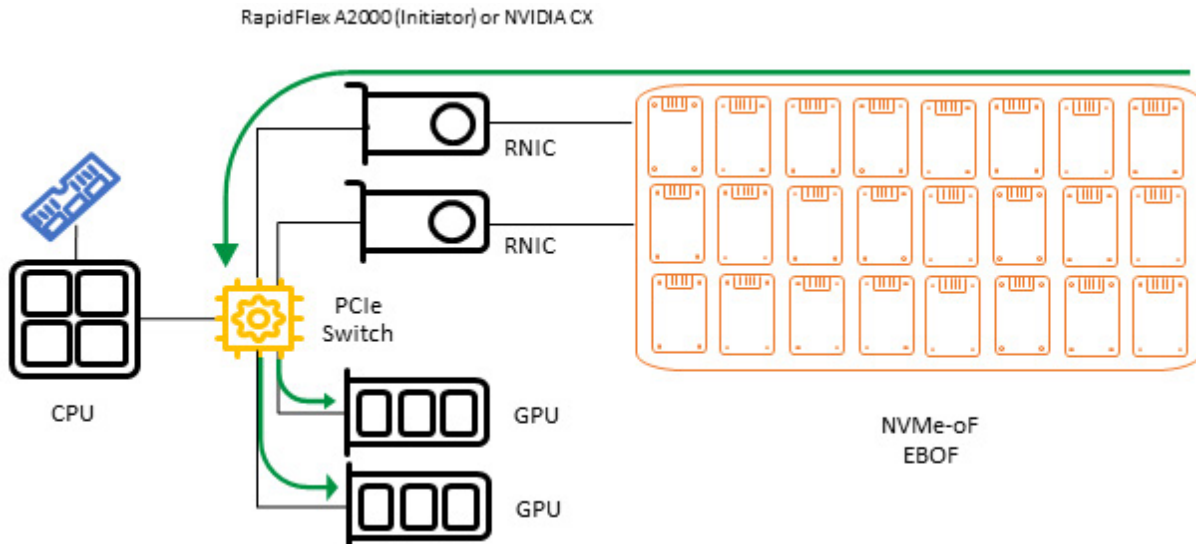 RapidFlex A2000 (Initiator) or NVIDIA CX
RNIC
RNIC
PCIe
Switch
CPU
GPU
NVMe-oF
EBOF
GPU